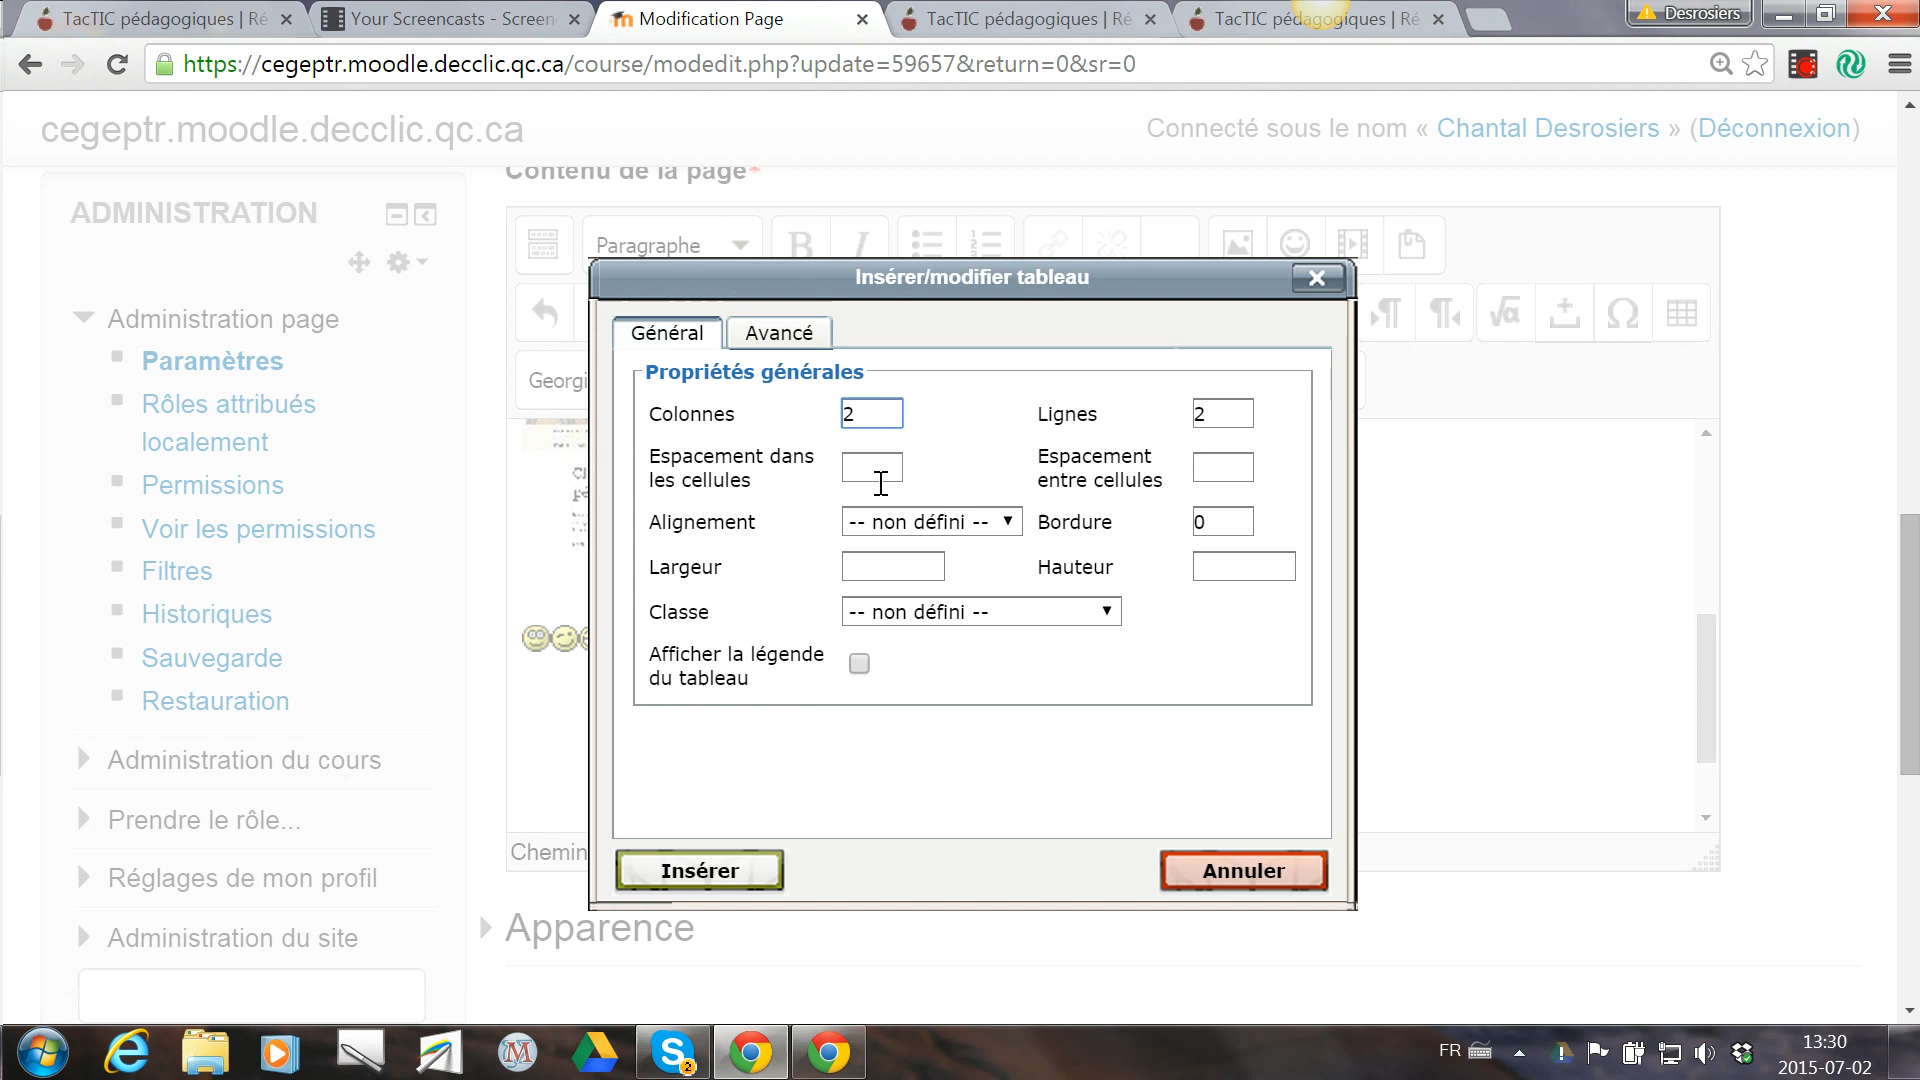 TacTIC pédagogiques | Ré
Your Screencasts - Screen
Modification Page
TacTIC pédagogiques | Ré
TacTIC pédagogiques | Ré
Desrosiers
https://cegeptr.moodle.decclic.qc.ca/course/modedit.php?update=59657&return=0&sr=0
cegeptr.moodle.decclic.qc.ca
Connecté sous le nom « Chantal Desrosiers » (Déconnexion)
Contenu de la page*
ADMINISTRATION
Paragraphe
Insérer/modifier tableau
Général
Avancé
Administration page
Paramètres
Propriétés générales
Georgi
Rôles attribués
localement
Colonnes 2
Lignes 2
Espacement dans
les cellules
Espacement
entre cellules
Permissions
Voir les permissions
Alignement -- non défini --
Bordure 0
Filtres
Largeur
Hauteur
Historiques
Classe -- non défini --
Sauvegarde
Afficher la légende
du tableau
Restauration
Administration du cours
Prendre le rôle...
Chemin
Insérer
Annuler
Réglages de mon profil
Apparence
Administration du site
FR
13:30
2015-07-02